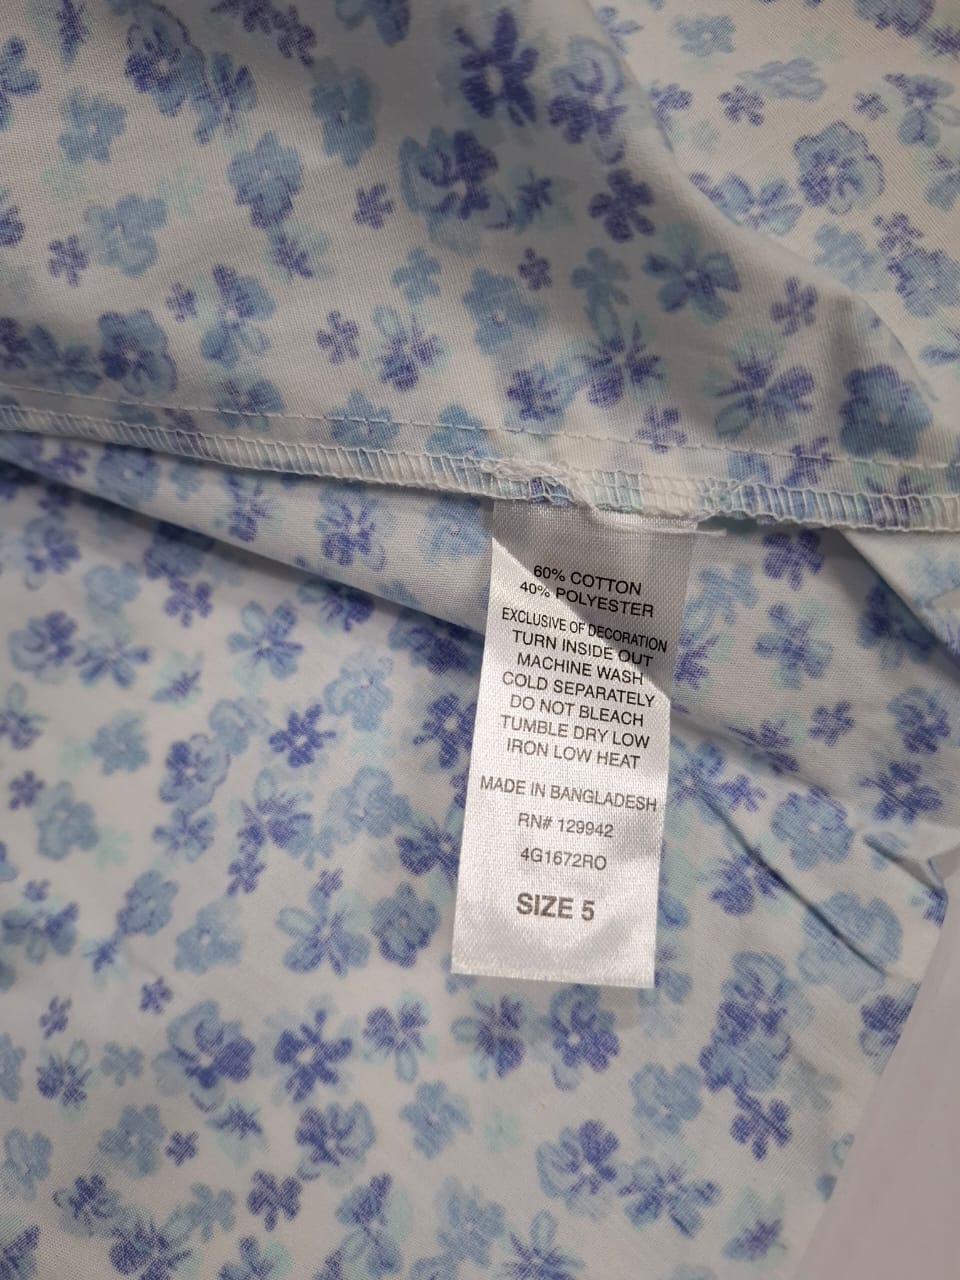 60% COTTON
40% POLYESTER
EXCLUSIVE OF DECORATION
TURN INSIDE OUT
MACHINE WASH
COLD SEPARATELY
DO NOT BLEACH
TUMBLE DRY LOW
IRON LOW HEAT
MADE IN BANGLADESH
RN# 129942
4G1672RO
SIZE 5